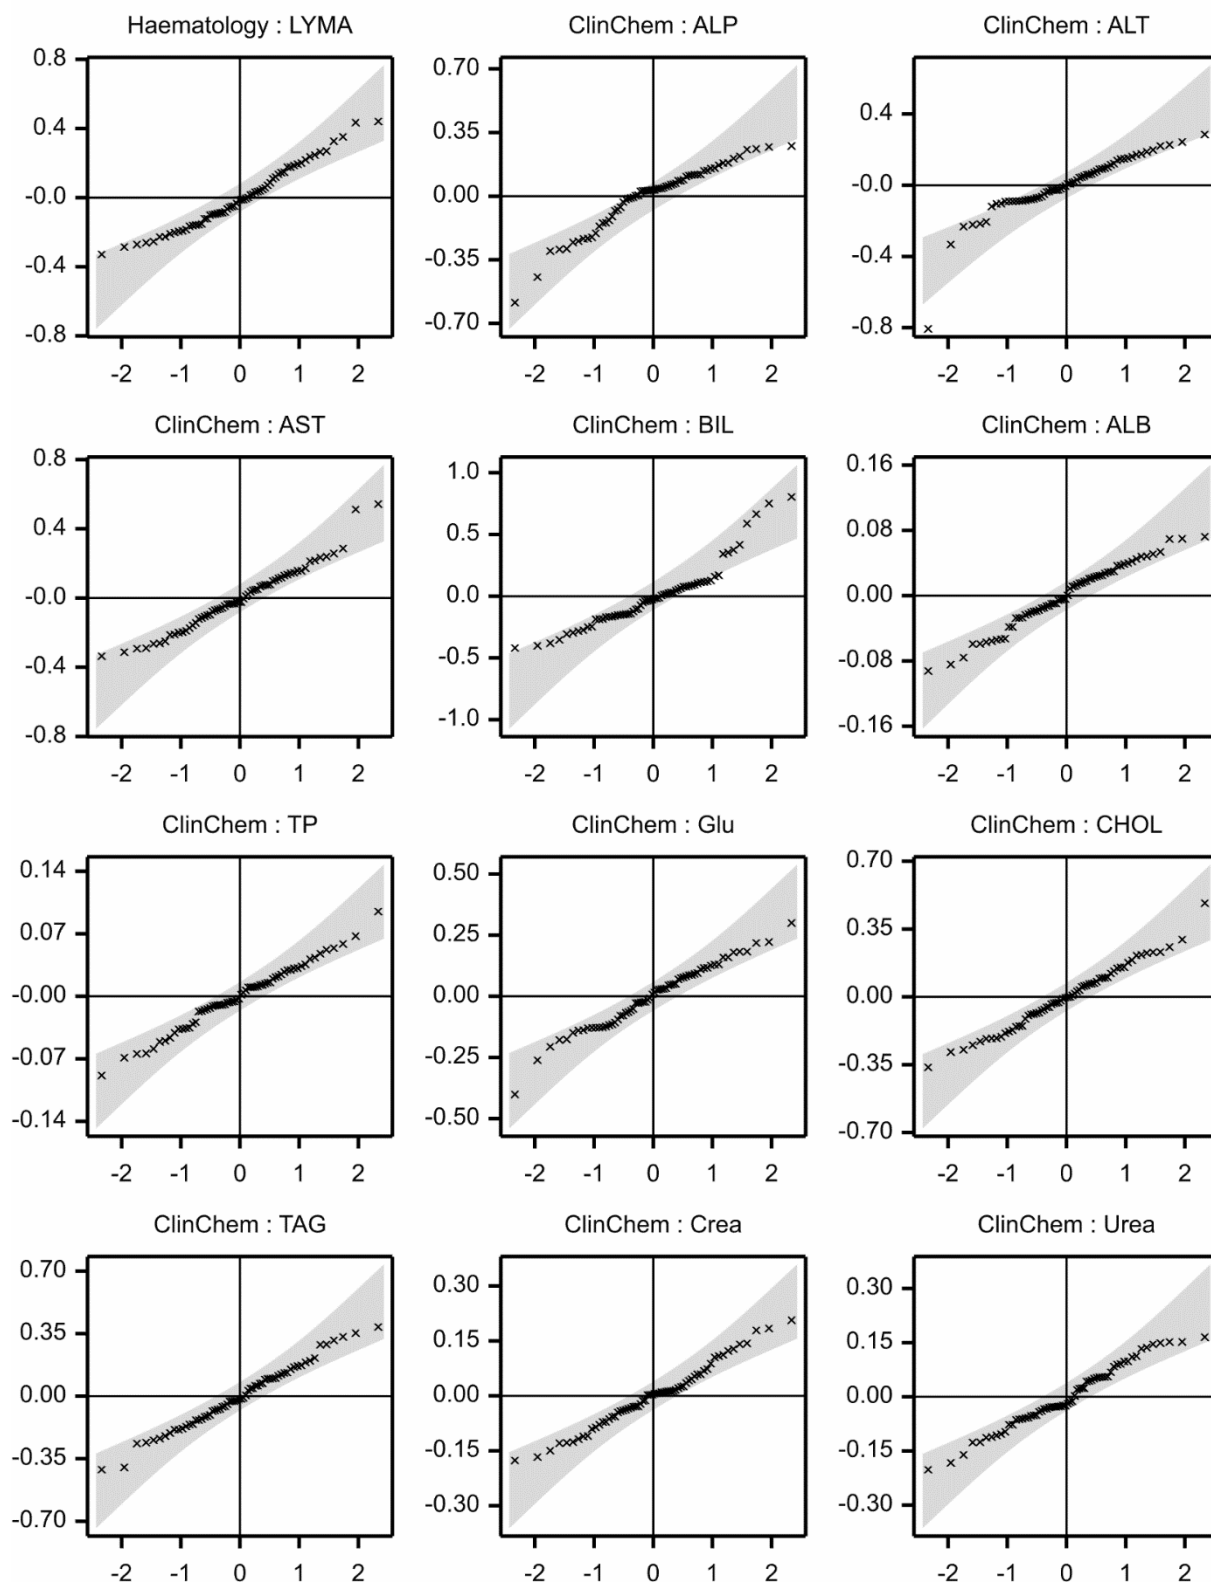 Haematology : LYMA
0.8
0.4
-0.0
-0.4
-0.8
-2 -1 0 1 2
ClinChem : ALP
0.70
0.35
0.00
-0.35
-0.70
-2 -1 0 1 2
ClinChem : ALT
0.4
-0.0
-0.4
-0.8
-2 -1 0 1 2
ClinChem : AST
0.8
0.4
-0.0
-0.4
-0.8
-2 -1 0 1 2
ClinChem : BIL
1.0
0.5
0.0
-0.5
-1.0
-2 -1 0 1 2
ClinChem : ALB
0.16
0.08
0.00
-0.08
-0.16
-2 -1 0 1 2
ClinChem : TP
0.14
0.07
-0.00
-0.07
-0.14
-2 -1 0 1 2
ClinChem : Glu
0.50
0.25
0.00
-0.25
-0.50
-2 -1 0 1 2
ClinChem : CHOL
0.70
0.35
0.00
-0.35
-0.70
-2 -1 0 1 2
ClinChem : TAG
0.70
0.35
0.00
-0.35
-0.70
-2 -1 0 1 2
ClinChem : Crea
0.30
0.15
0.00
-0.15
-0.30
-2 -1 0 1 2
ClinChem : Urea
0.30
0.15
0.00
-0.15
-0.30
-2 -1 0 1 2